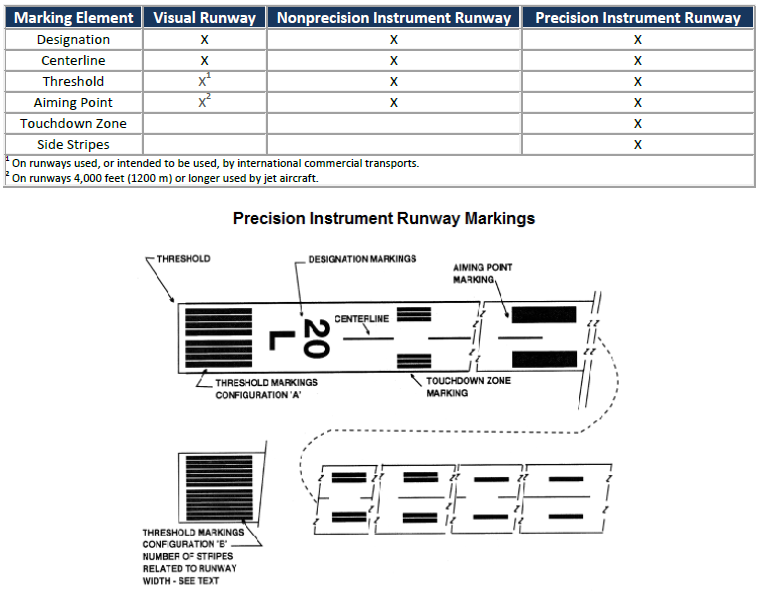 Marking Element Visual Runway Nonprecision Instrument Runway Precision Instrument Runway
Designation X X X
Centerline X X X
Threshold X1 X X
Aiming Point X2 X X
Touchdown Zone X
Side Stripes X
1 On runways used, or intended to be used, by international commercial transports.
2 On runways 4,000 feet (1200 m) or longer used by jet aircraft.
Precision Instrument Runway Markings
THRESHOLD
DESIGNATION MARKINGS
AIMING POINT
MARKING
CENTERLINE
20
L
THRESHOLD MARKINGS
CONFIGURATION 'A'
TOUCHDOWN ZONE
MARKING
THRESHOLD MARKINGS
CONFIGURATION 'E'
NUMBER OF STRIPES
RELATED TO RUNWAY
WIDTH - SEE TEXT